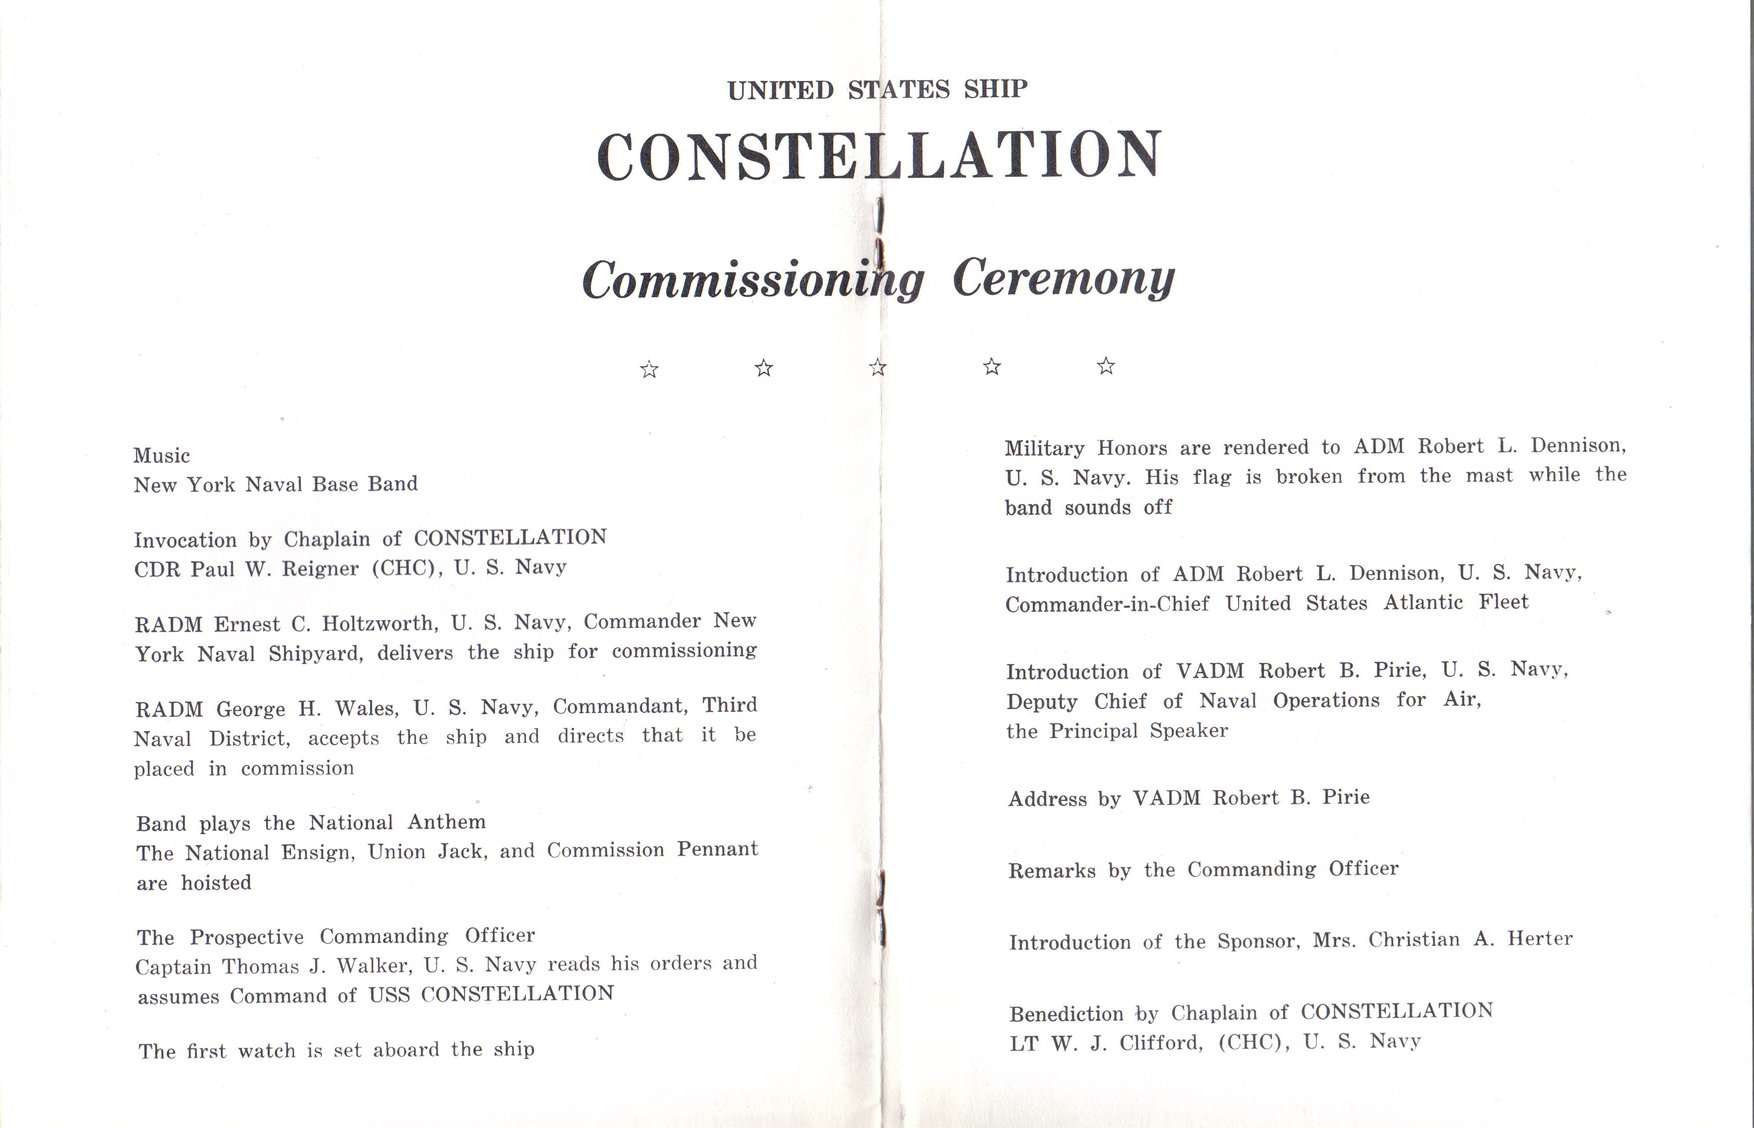 UNITED STATES SHIP
CONSTELLATION
Commissioning Ceremony
Music
New York Naval Base Band
Invocation by Chaplain of CONSTELLATION
CDR Paul W. Reigner (CHC), U. S. Navy
RADM Ernest C. Holtzworth, U. S. Navy, Commander New
York Naval Shipyard, delivers the ship for commissioning
RADM George H. Wales, U. S. Navy, Commandant, Third
Naval District, accepts the ship and directs that it be
placed in commission
Band plays the National Anthem
The National Ensign, Union Jack, and Commission Pennant
are hoisted
The Prospective Commanding Officer
Captain Thomas J. Walker, U. S. Navy reads his orders and
assumes Command of USS CONSTELLATION
The first watch is set aboard the ship
Military Honors are rendered to ADM Robert L. Dennison,
U. S. Navy. His flag is broken from the mast while the
band sounds off
Introduction of ADM Robert L. Dennison, U. S. Navy,
Commander-in-Chief United States Atlantic Fleet
Introduction of VADM Robert B. Pirie, U. S. Navy,
Deputy Chief of Naval Operations for Air,
the Principal Speaker
Address by VADM Robert B. Pirie
Remarks by the Commanding Officer
Introduction of the Sponsor, Mrs. Christian A. Herter
Benediction by Chaplain of CONSTELLATION
LT W. J. Clifford, (CHC), U. S. Navy